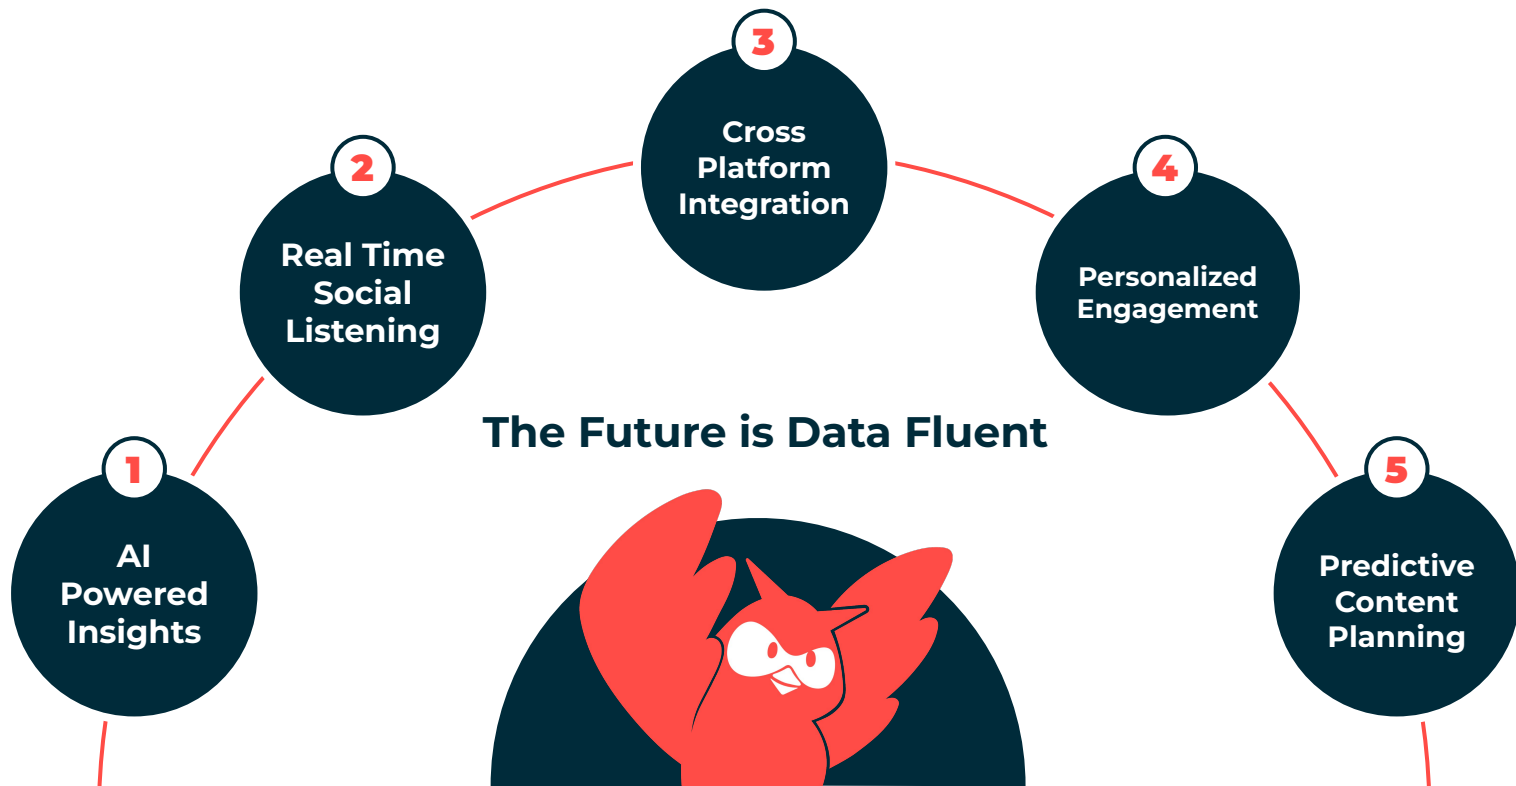 1
AI
Powered
Insights
2
Real Time
Social
Listening
3
Cross
Platform
Integration
4
Personalized
Engagement
5
Predictive
Content
Planning
The Future is Data Fluent